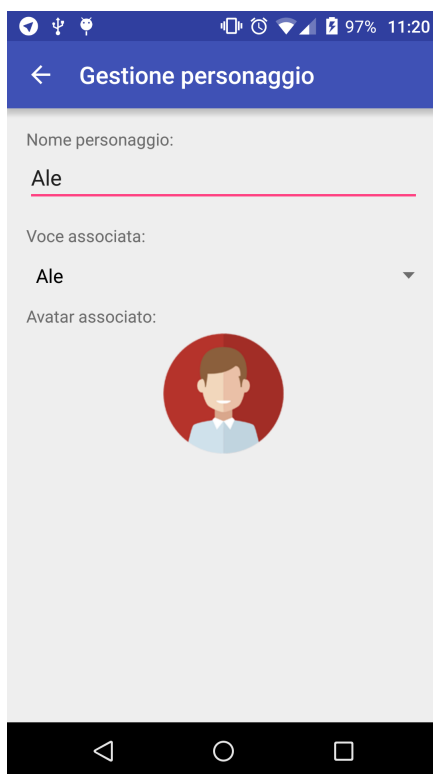 97% 11:20
Gestione personaggio
Nome personaggio:
Ale
Voce associata:
Ale
Avatar associato: